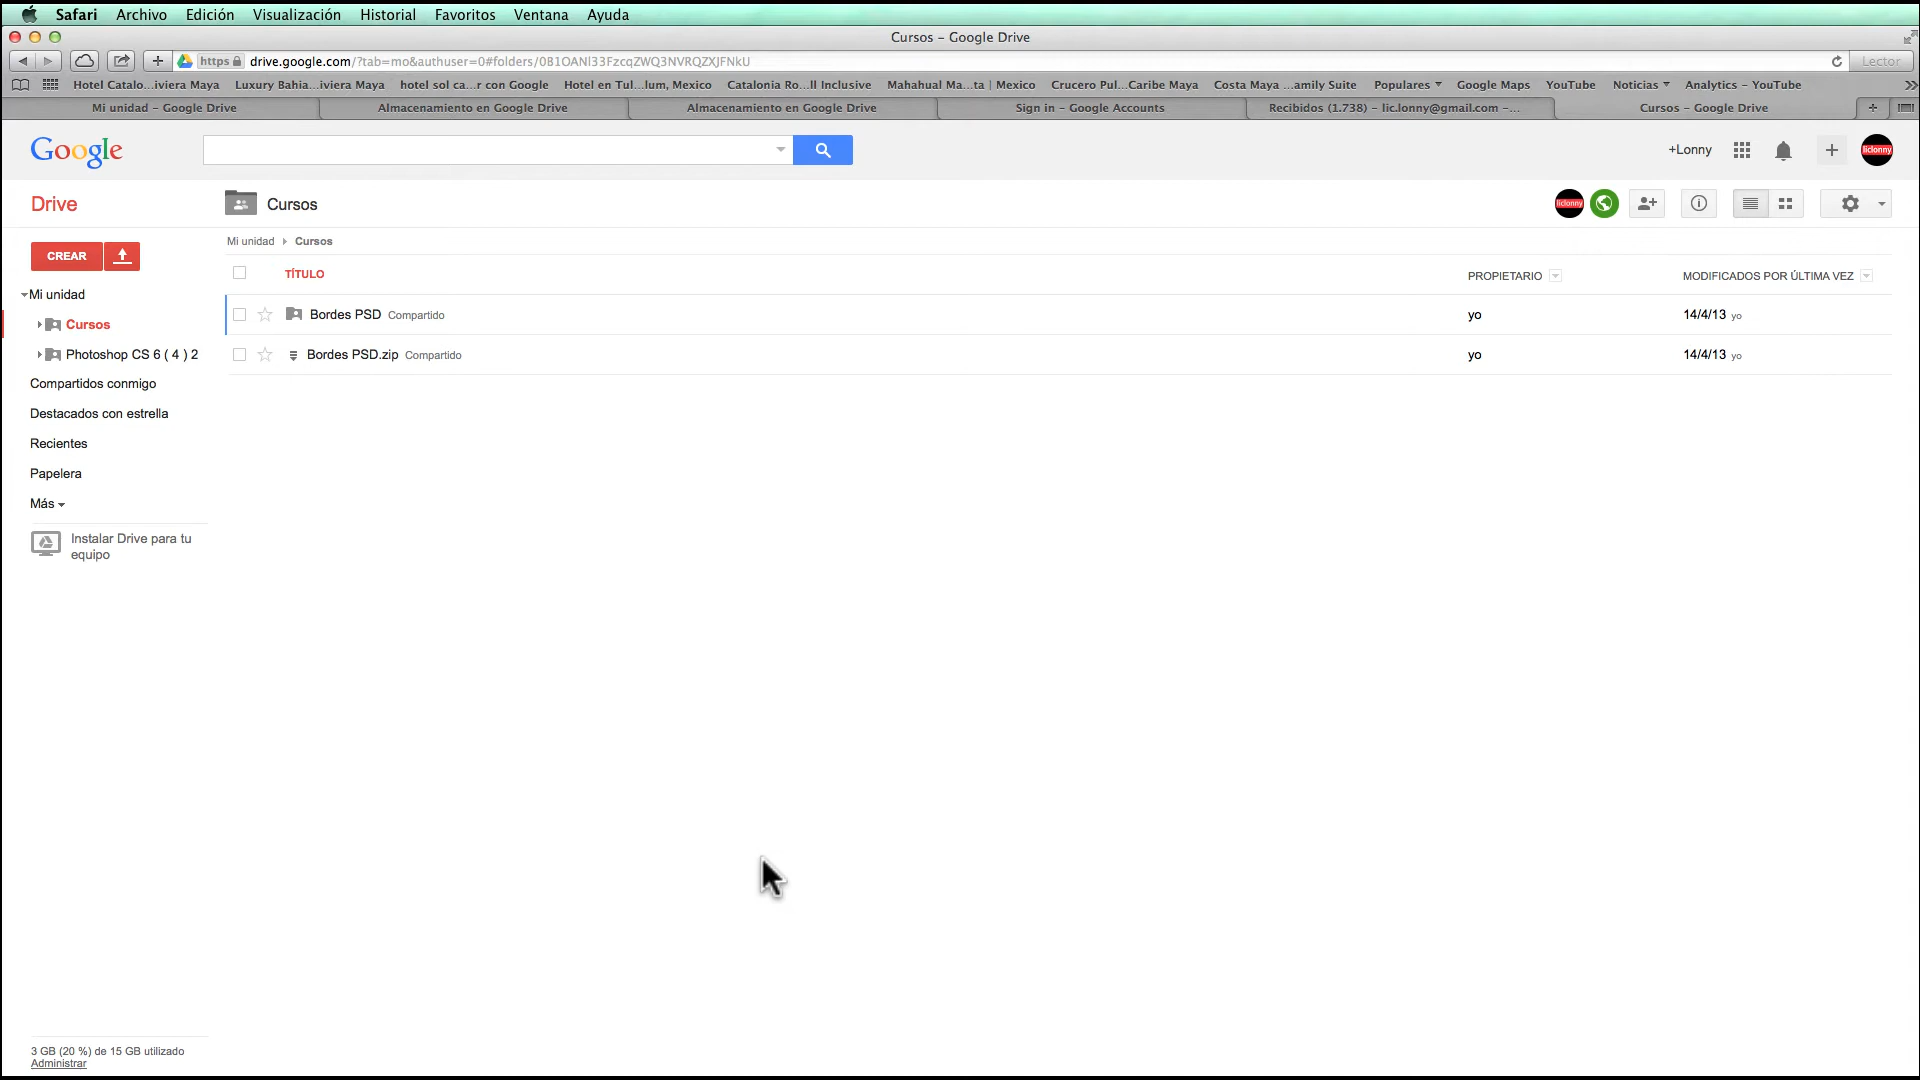 Safari Archivo Edición Visualización Historial Favoritos Ventana Ayuda
Cursos – Google Drive
https drive.google.com/?tab=mo&authuser=0#folders/0B1OANl33FzcqZWQ3NVRQZXJFNkU Lector
Hotel Catalo...iviera Maya Luxury Bahia...iviera Maya hotel sol ca...r con Google Hotel en Tul...lum, Mexico Catalonia Ro...ll Inclusive Mahahual Ma...ta | Mexico Crucero Pul...Caribe Maya Costa Maya ...amily Suite Populares Google Maps YouTube Noticias Analytics – YouTube
Mi unidad – Google Drive Almacenamiento en Google Drive Almacenamiento en Google Drive Sign in – Google Accounts Recibidos (1.738) – lic.lonny@gmail.com –... Cursos – Google Drive
Google +Lonny liclonny
Drive Cursos liclonny
Mi unidad Cursos
CREAR
TÍTULO PROPIETARIO MODIFICADOS POR ÚLTIMA VEZ
Mi unidad
Bordes PSD Compartido yo 14/4/13 yo
Cursos
Bordes PSD.zip Compartido yo 14/4/13 yo
Photoshop CS 6 ( 4 ) 2
Compartidos conmigo
Destacados con estrella
Recientes
Papelera
Más
Instalar Drive para tu
equipo
3 GB (20 %) de 15 GB utilizado
Administrar